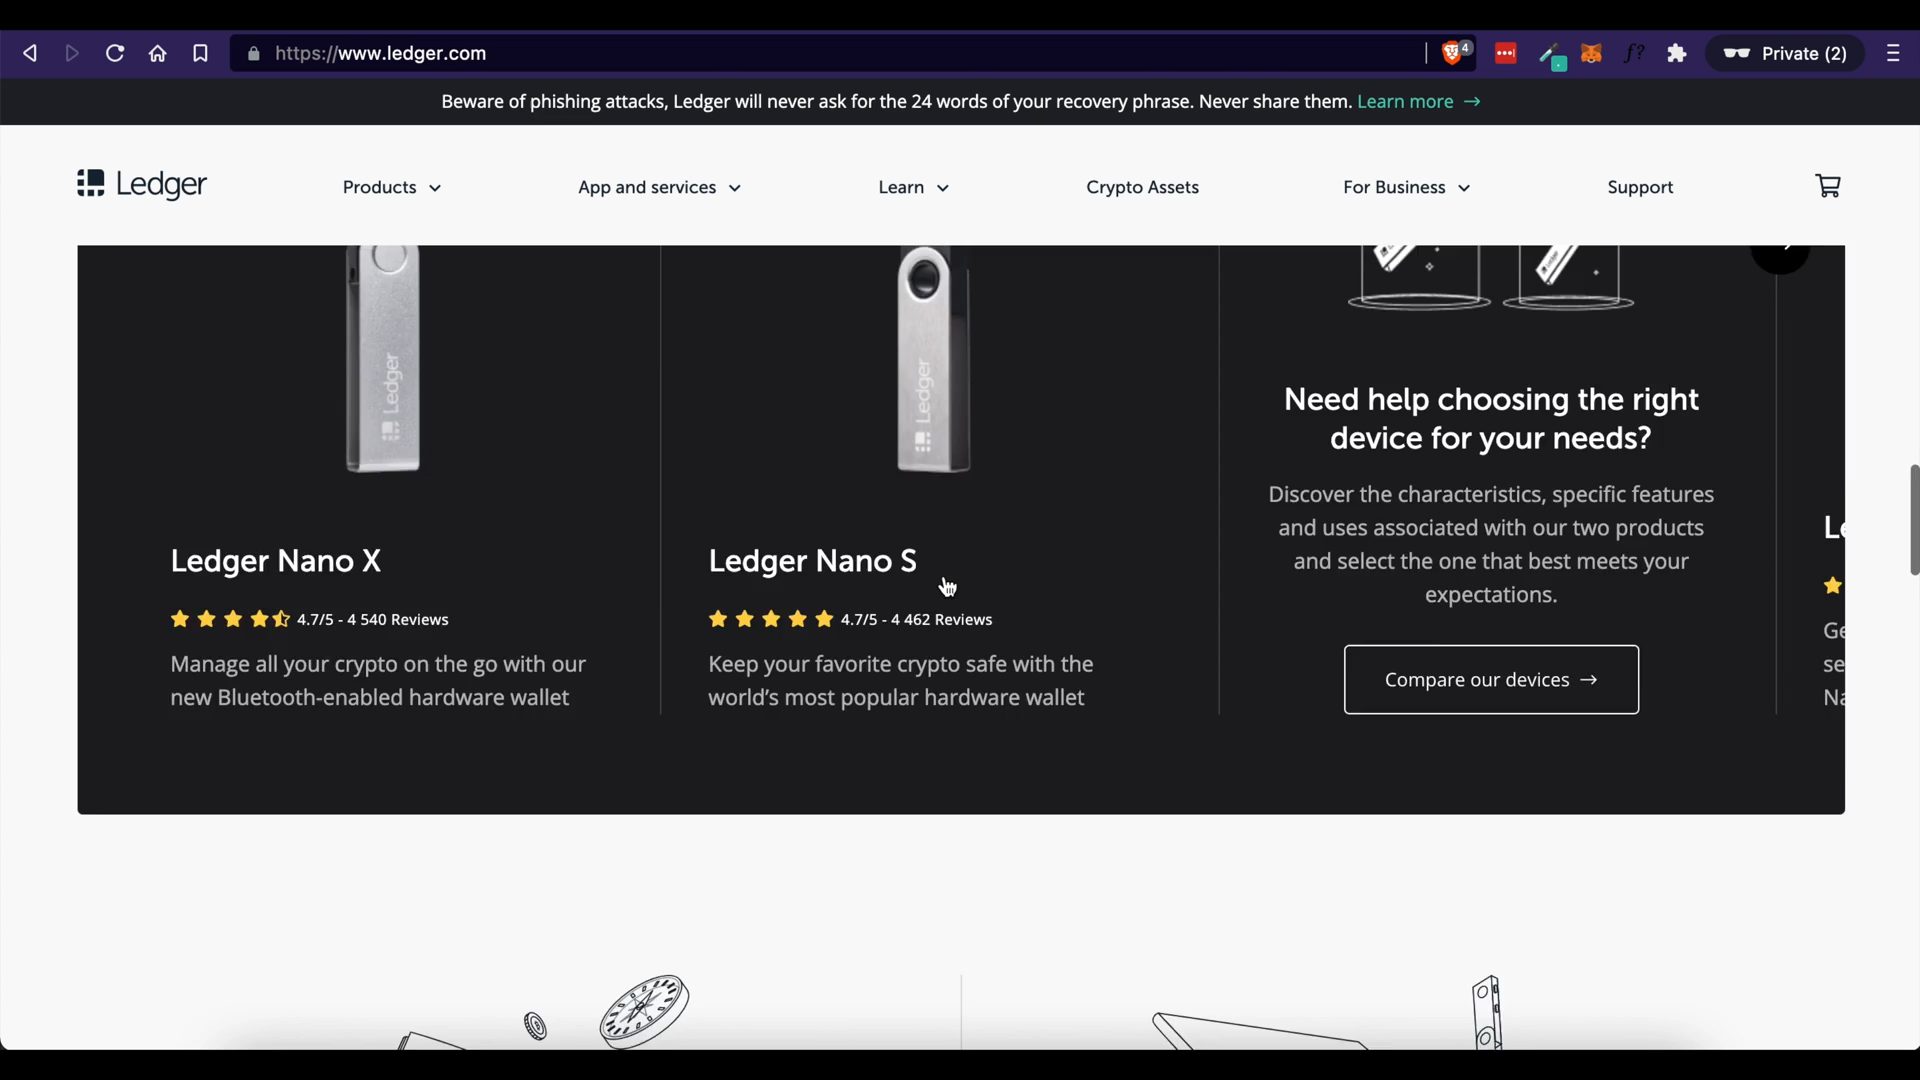 https://www.ledger.com
4
Private (2)
Beware of phishing attacks, Ledger will never ask for the 24 words of your recovery phrase. Never share them. Learn more →
Ledger
Products
App and services
Learn
Crypto Assets
For Business
Support
Ledger
Ledger
Need help choosing the right
device for your needs?
Discover the characteristics, specific features
and uses associated with our two products
and select the one that best meets your
expectations.
Compare our devices →
Ledger Nano X
4.7/5 - 4 540 Reviews
Manage all your crypto on the go with our
new Bluetooth-enabled hardware wallet
Ledger Nano S
4.7/5 - 4 462 Reviews
Keep your favorite crypto safe with the
world's most popular hardware wallet